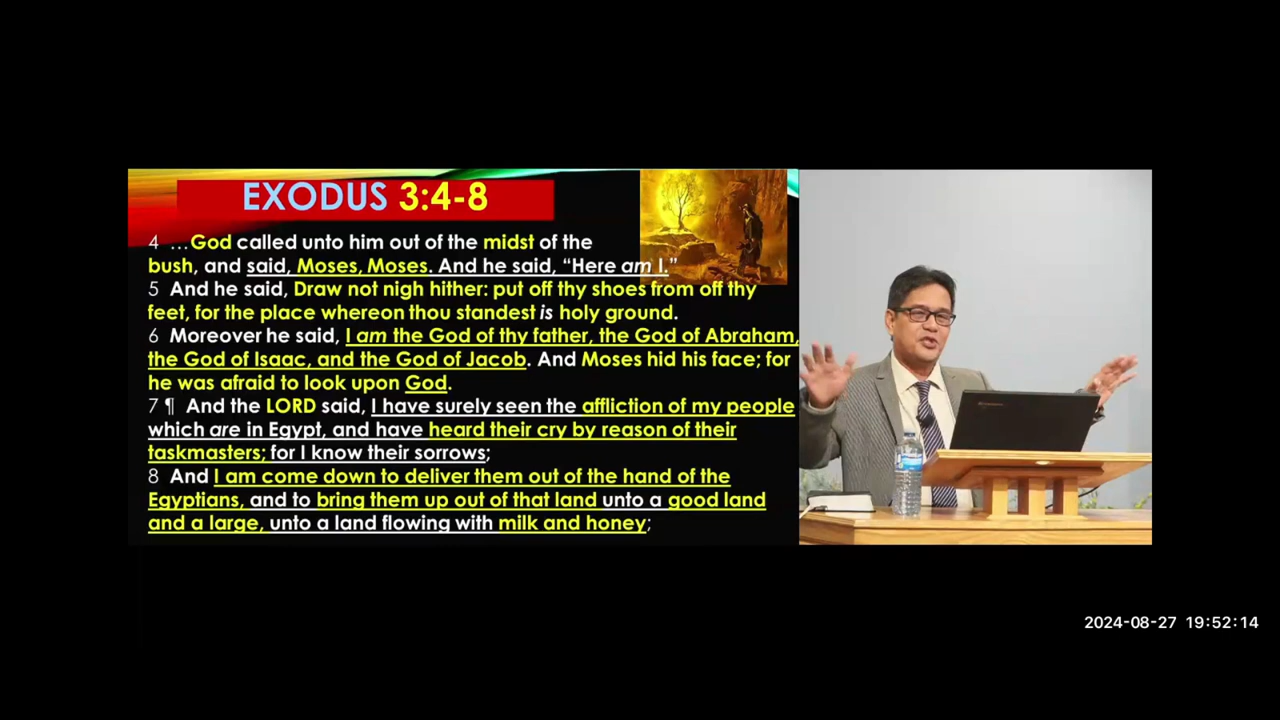 EXODUS 3:4-8
4 …God called unto him out of the midst of the
bush, and said, Moses, Moses. And he said, “Here am I.”
5 And he said, Draw not nigh hither: put off thy shoes from off thy
feet, for the place whereon thou standest is holy ground.
6 Moreover he said, I am the God of thy father, the God of Abraham,
the God of Isaac, and the God of Jacob. And Moses hid his face; for
he was afraid to look upon God.
7 ¶ And the LORD said, I have surely seen the affliction of my people
which are in Egypt, and have heard their cry by reason of their
taskmasters; for I know their sorrows;
8 And I am come down to deliver them out of the hand of the
Egyptians, and to bring them up out of that land unto a good land
and a large, unto a land flowing with milk and honey;
2024-08-27 19:52:14